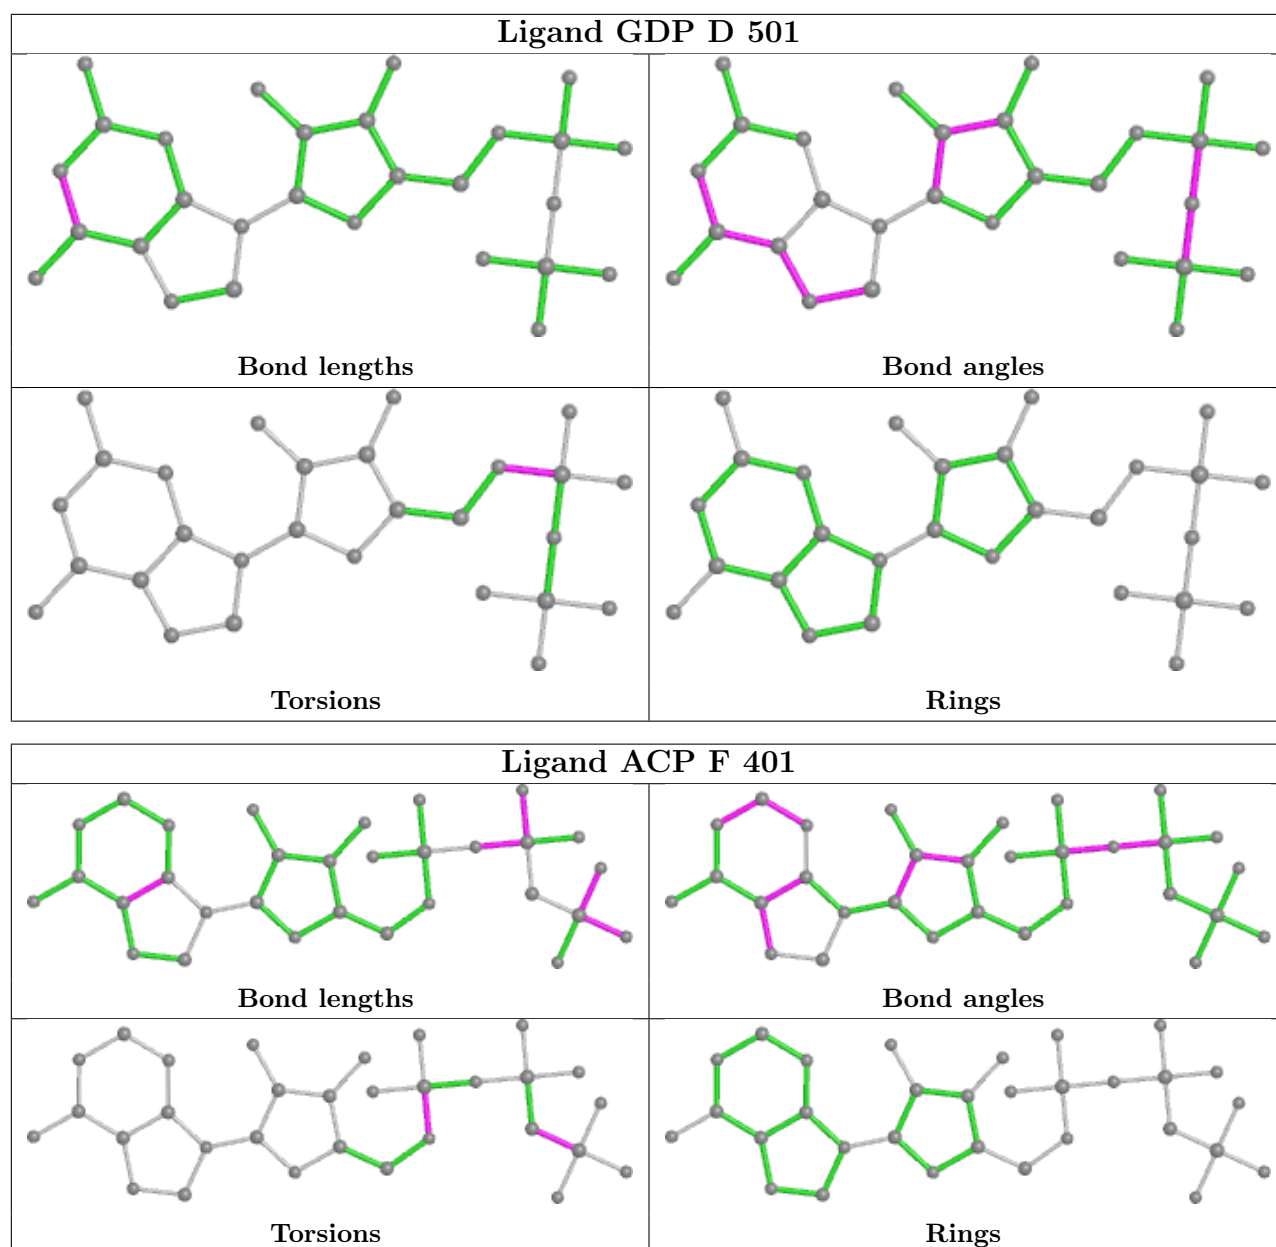 Ligand GDP D 501
Bond lengths
Bond angles
Torsions
Rings
Ligand ACP F 401
Bond lengths
Bond angles
Torsions
Rings